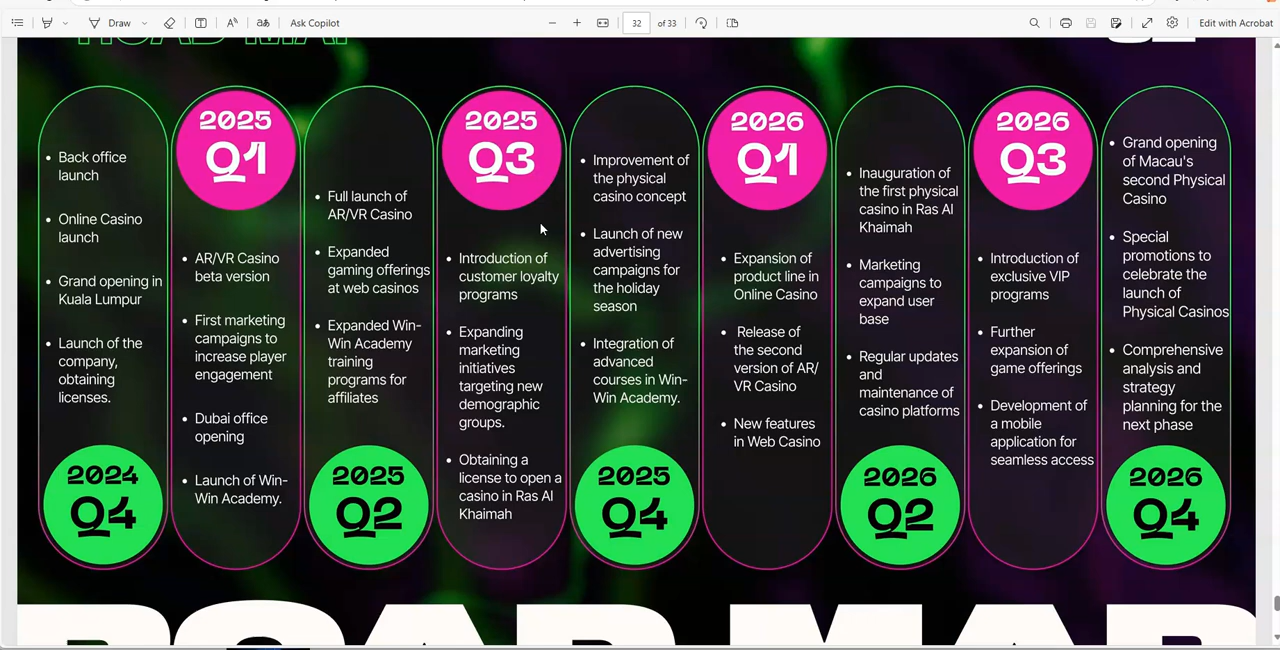 Draw
Ask Copilot
32
of 33
Edit with Acrobat
ROAD MAP
• Back office
launch
• Online Casino
launch
• Grand opening in
Kuala Lumpur
• Launch of the
company,
obtaining
licenses.
2024
Q4
2025
Q1
• AR/VR Casino
beta version
• First marketing
campaigns to
increase player
engagement
• Dubai office
opening
• Launch of Win-
Win Academy.
• Full launch of
AR/VR Casino
• Expanded
gaming offerings
at web casinos
• Expanded Win-
Win Academy
training
programs for
affiliates
2025
Q2
2025
Q3
• Introduction of
customer loyalty
programs
• Expanding
marketing
initiatives
targeting new
demographic
groups.
• Obtaining a
license to open a
casino in Ras Al
Khaimah
• Improvement of
the physical
casino concept
• Launch of new
advertising
campaigns for
the holiday
season
• Integration of
advanced
courses in Win-
Win Academy.
2025
Q4
2026
Q1
• Expansion of
product line in
Online Casino
• Release of
the second
version of AR/
VR Casino
• New features
in Web Casino
• Inauguration of
the first physical
casino in Ras Al
Khaimah
• Marketing
campaigns to
expand user
base
• Regular updates
and
maintenance of
casino platforms
2026
Q2
2026
Q3
• Introduction of
exclusive VIP
programs
• Further
expansion of
game offerings
• Development of
a mobile
application for
seamless access
• Grand opening
of Macau's
second Physical
Casino
• Special
promotions to
celebrate the
launch of
Physical Casinos
• Comprehensive
analysis and
strategy
planning for the
next phase
2026
Q4
ROAD MAP